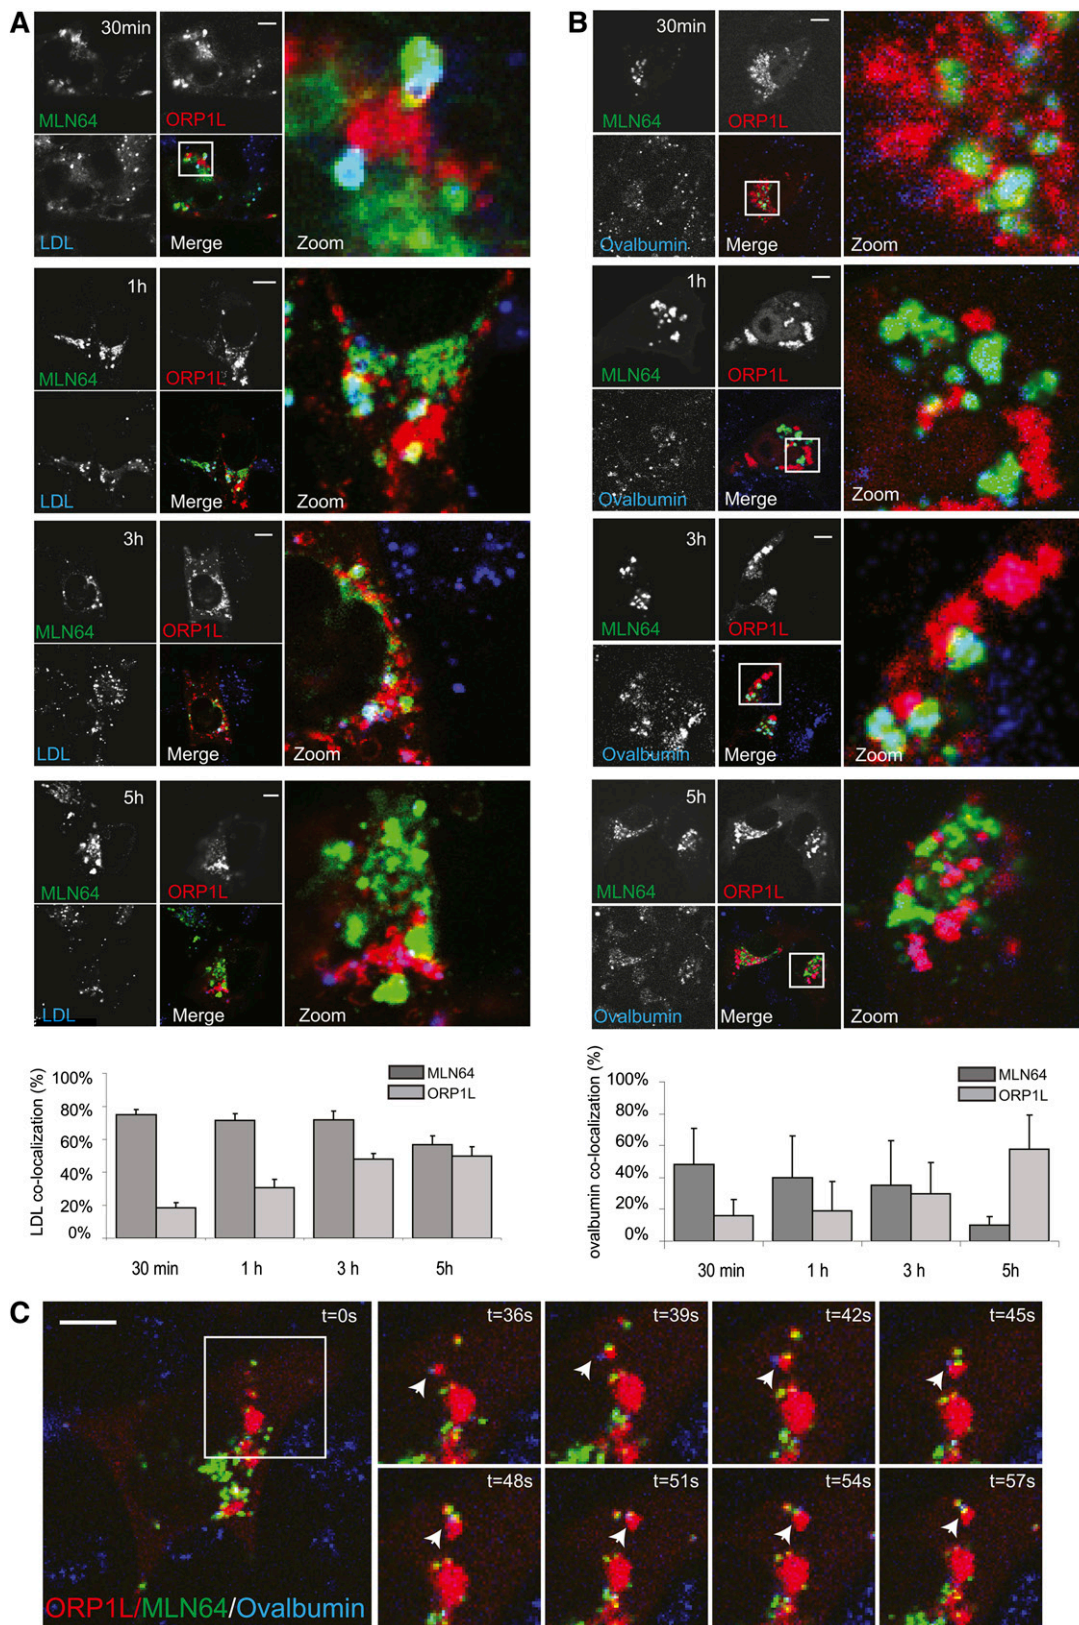 A
30min
MLN64
ORP1L
LDL
Merge
Zoom
1h
MLN64
ORP1L
LDL
Merge
Zoom
3h
MLN64
ORP1L
LDL
Merge
Zoom
5h
MLN64
ORP1L
LDL
Merge
Zoom
LDL co-localization (%)
100%
80%
60%
40%
20%
0%
MLN64
ORP1L
30 min
1 h
3 h
5h
B
30min
MLN64
ORP1L
Ovalbumin
Merge
Zoom
1h
MLN64
ORP1L
Ovalbumin
Merge
Zoom
3h
MLN64
ORP1L
Ovalbumin
Merge
Zoom
5h
MLN64
ORP1L
Ovalbumin
Merge
Zoom
ovalbumin co-localization (%)
100%
80%
60%
40%
20%
0%
MLN64
ORP1L
30 min
1 h
3 h
5h
C
t=0s
ORP1L/MLN64/Ovalbumin
t=36s
t=39s
t=42s
t=45s
t=48s
t=51s
t=54s
t=57s